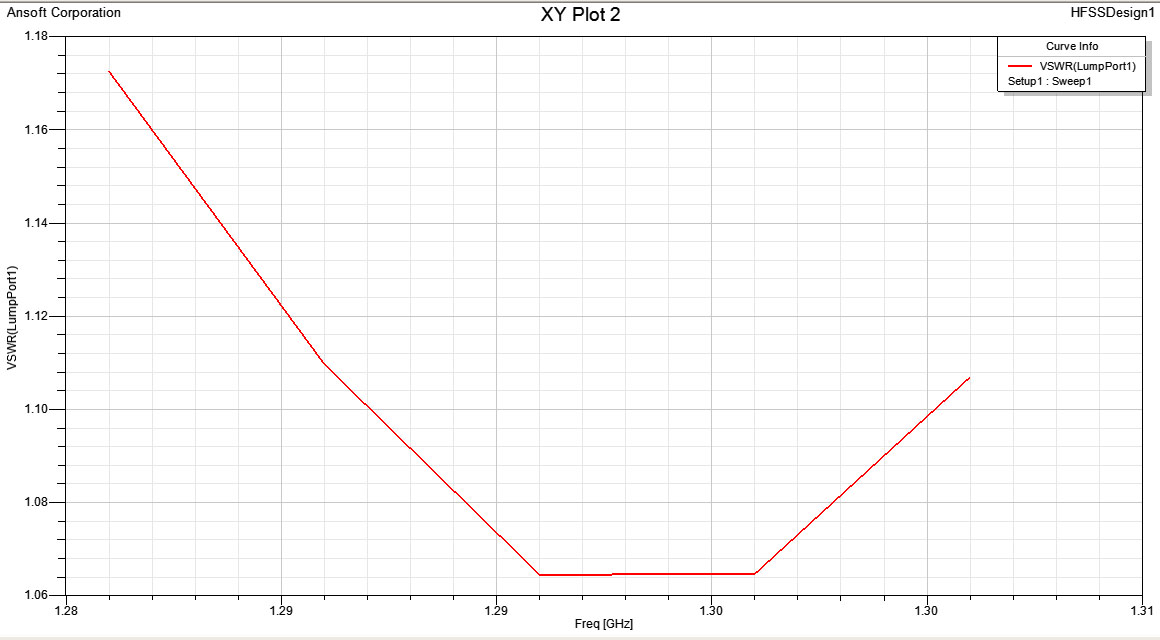 Ansoft Corporation
XY Plot 2
HFSSDesign1
Curve Info
VSWR(LumpPort1)
Setup1 : Sweep1
1.18
1.16
1.14
1.12
1.10
1.08
1.06
VSWR(LumpPort1)
1.28
1.29
1.29
1.30
1.30
1.31
Freq [GHz]